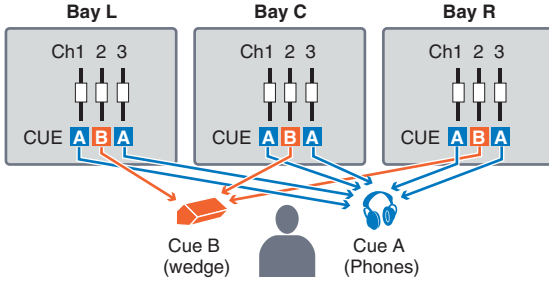 Bay L Bay C Bay R
Ch1 2 3 Ch1 2 3 Ch1 2 3
CUE A B A CUE A B A CUE A B A
Cue B Cue A
(wedge) (Phones)